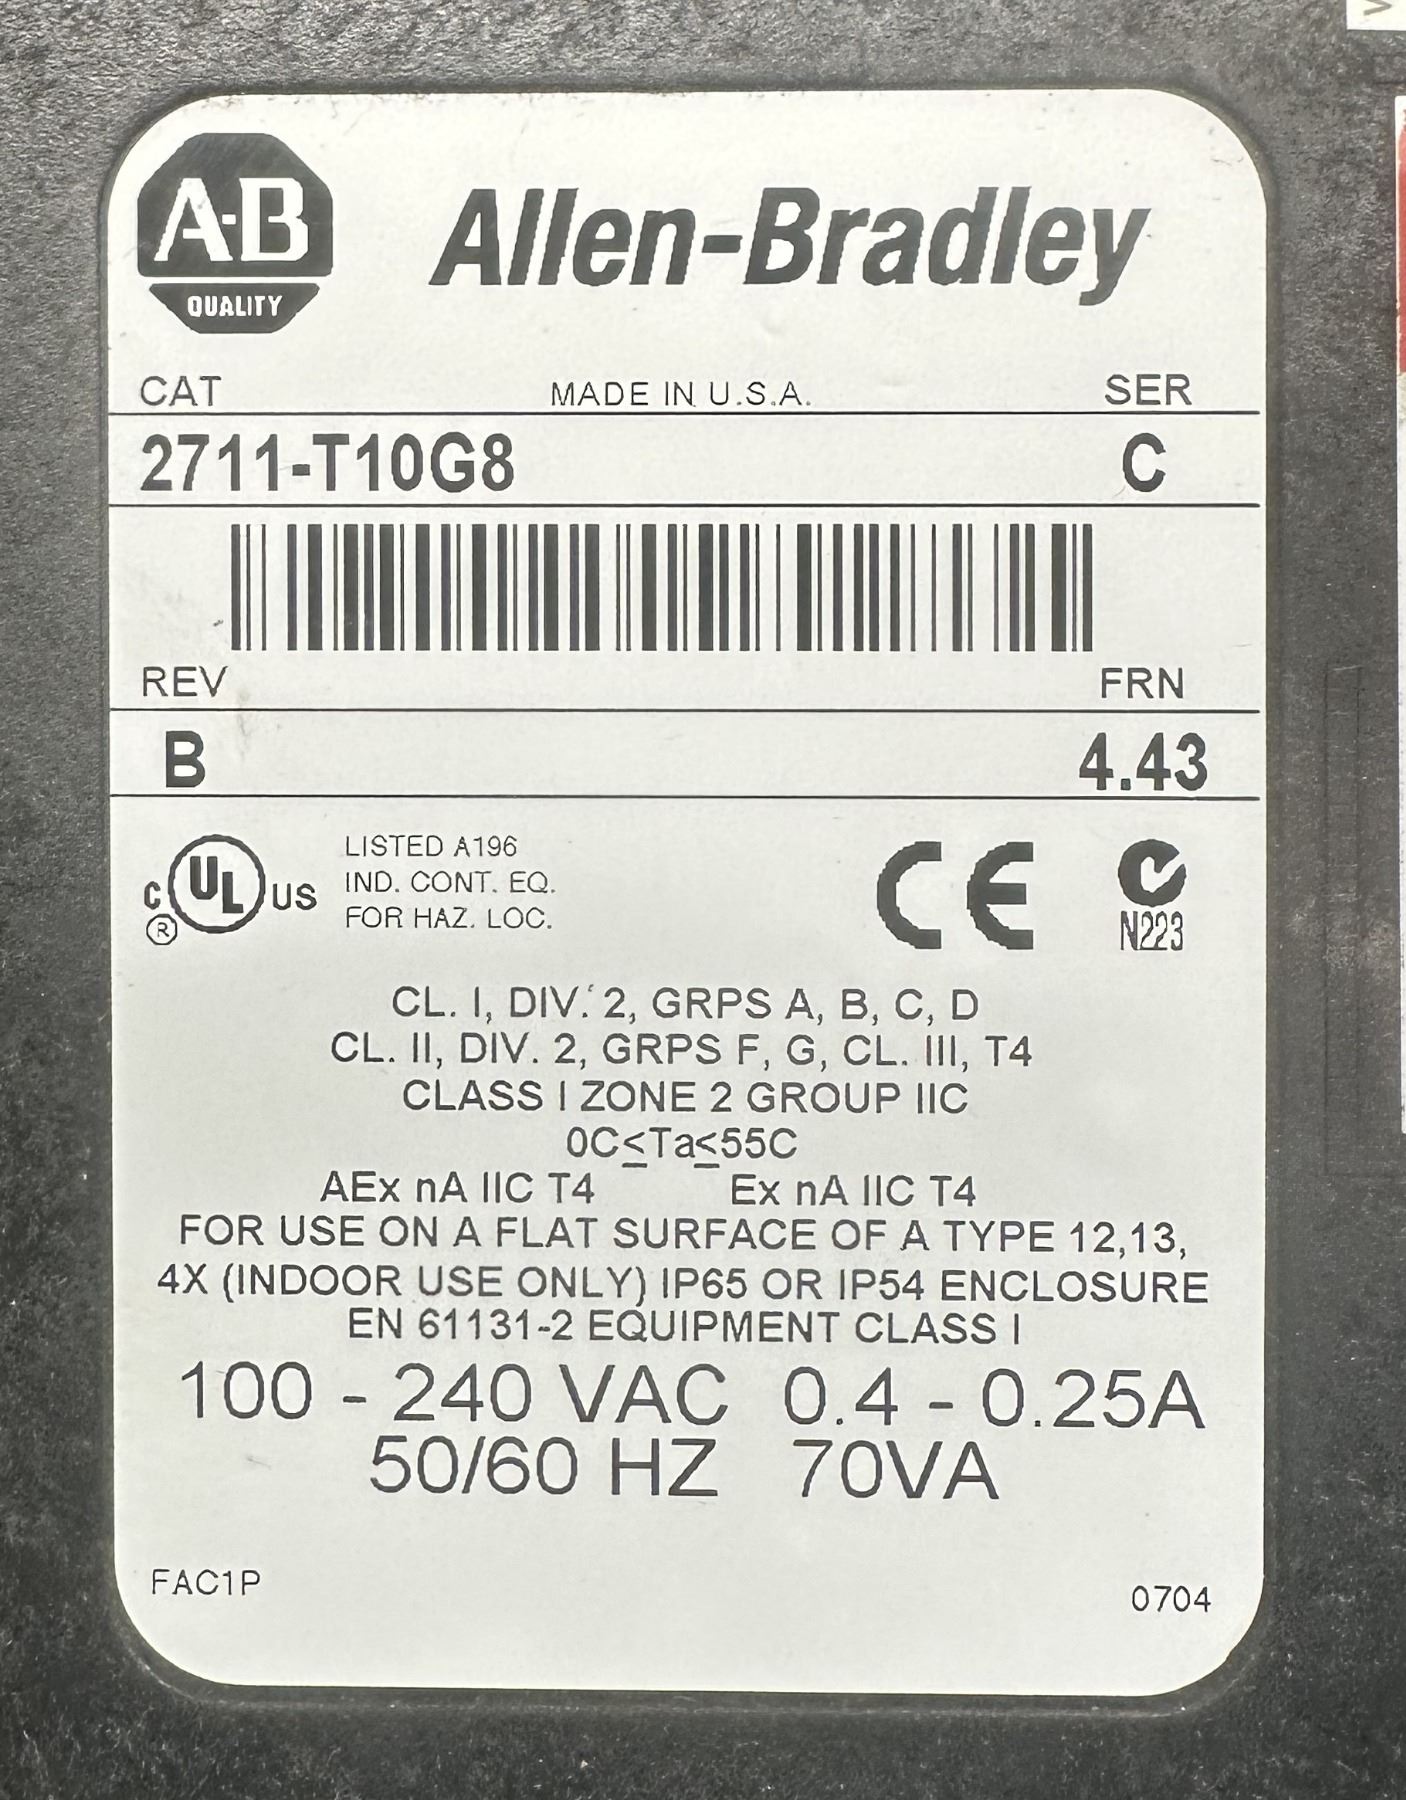 A-B
QUALITY
Allen-Bradley
CAT MADE IN U.S.A. SER
2711-T10G8 C
REV FRN
B 4.43
C UL US ®
LISTED A196
IND. CONT. EQ.
FOR HAZ. LOC.
CE
N223
CL. I, DIV. 2, GRPS A, B, C, D
CL. II, DIV. 2, GRPS F, G, CL. III, T4
CLASS I ZONE 2 GROUP IIC
0C≤Ta≤55C
AEx nA IIC T4 Ex nA IIC T4
FOR USE ON A FLAT SURFACE OF A TYPE 12,13,
4X (INDOOR USE ONLY) IP65 OR IP54 ENCLOSURE
EN 61131-2 EQUIPMENT CLASS I
100 - 240 VAC 0.4 - 0.25A
50/60 HZ 70VA
FAC1P 0704